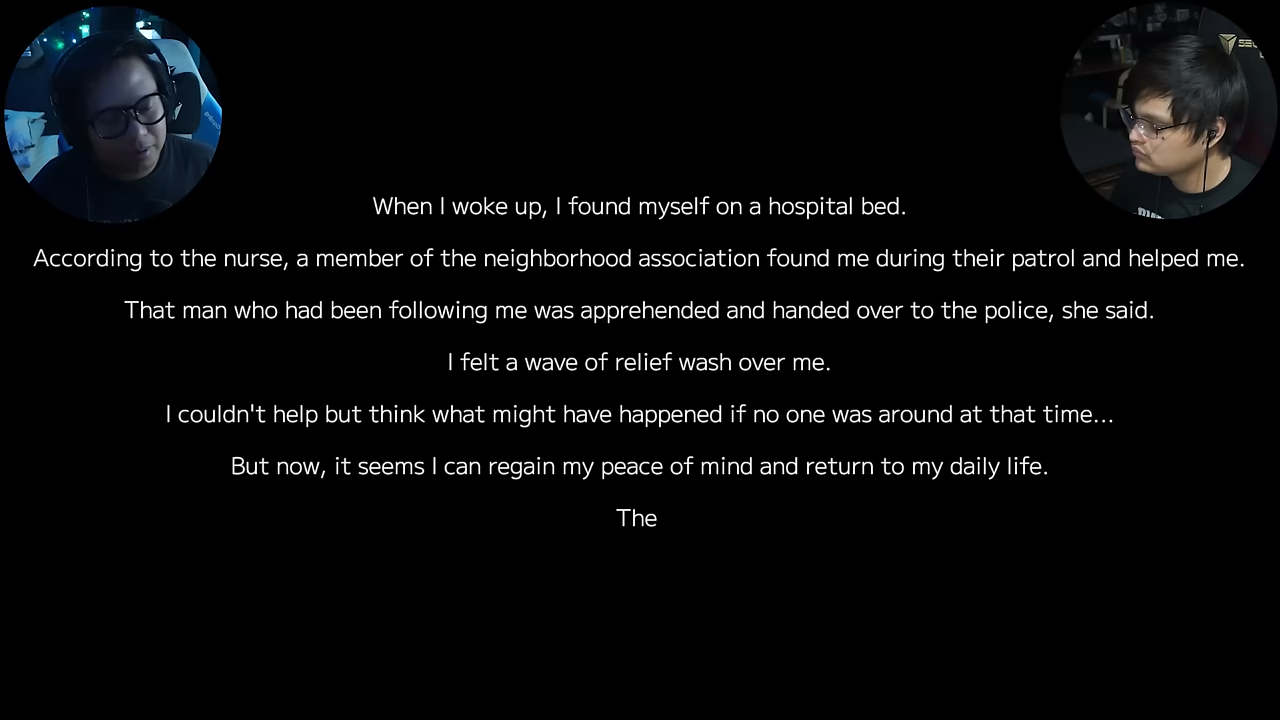 When I woke up, I found myself on a hospital bed.
According to the nurse, a member of the neighborhood association found me during their patrol and helped me.
That man who had been following me was apprehended and handed over to the police, she said.
I felt a wave of relief wash over me.
I couldn't help but think what might have happened if no one was around at that time...
But now, it seems I can regain my peace of mind and return to my daily life.
The